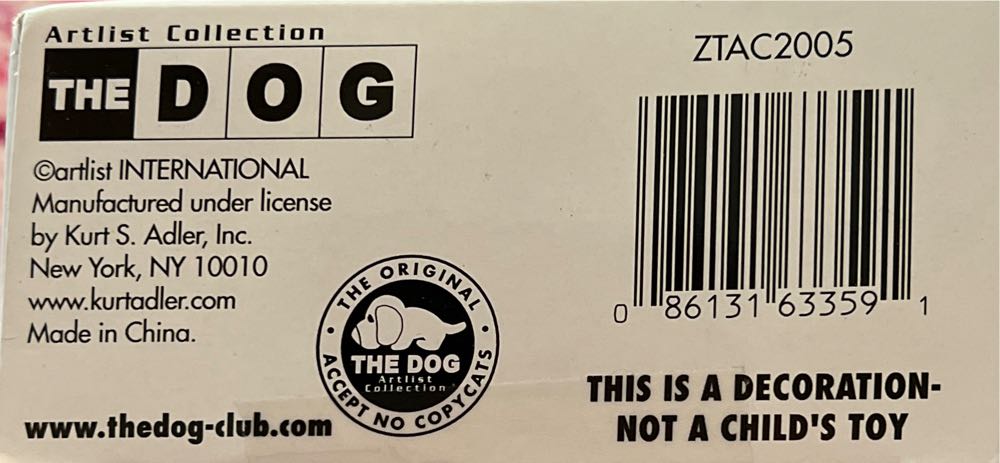 Artlist Collection
THE DOG
©artlist INTERNATIONAL
Manufactured under license
by Kurt S. Adler, Inc.
New York, NY 10010
www.kurtadler.com
Made in China.
www.thedog-club.com
THE ORIGINAL
THE DOG
Artlist
Collection
ACCEPT NO COPYCATS
ZTAC2005
0 86131 63359 1
THIS IS A DECORATION-
NOT A CHILD'S TOY